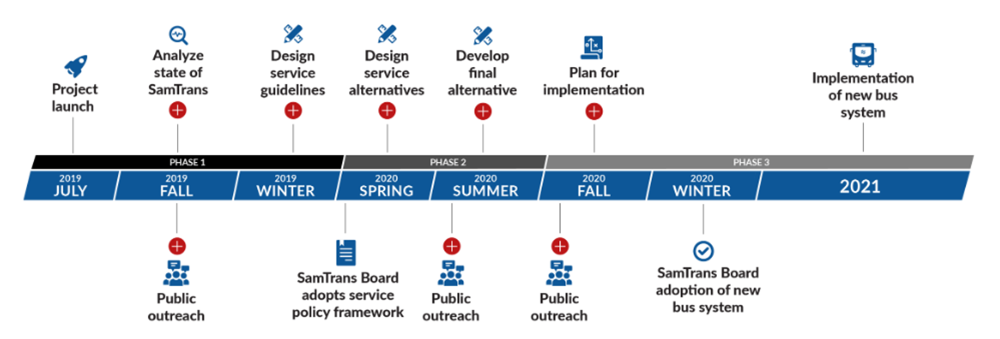 Project
launch
Analyze
state of
SamTrans
Design
service
guidelines
Design
service
alternatives
Develop
final
alternative
Plan for
implementation
Implementation
of new bus
system
PHASE 1
PHASE 2
PHASE 3
2019
JULY
2019
FALL
2019
WINTER
2020
SPRING
2020
SUMMER
2020
FALL
2020
WINTER
2021
Public
outreach
SamTrans Board
adopts service
policy framework
Public
outreach
Public
outreach
SamTrans Board
adoption of new
bus system